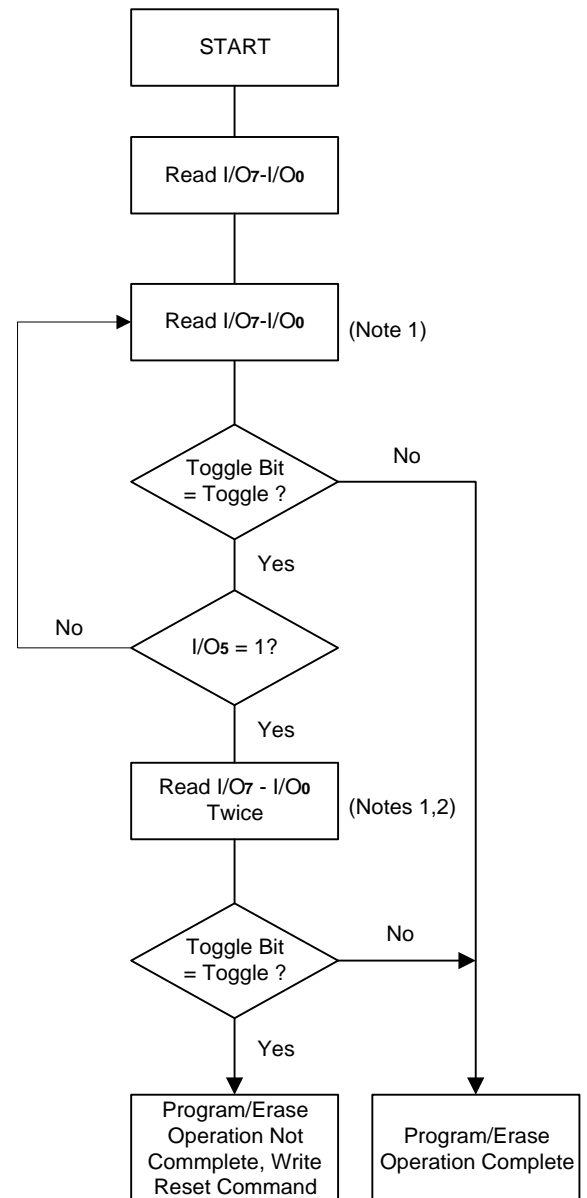 START
Read I/O7-I/O0
Read I/O7-I/O0
(Note 1)
Toggle Bit
= Toggle ?
No
Yes
No
I/O5 = 1?
Yes
Read I/O7 - I/O0
Twice
(Notes 1,2)
Toggle Bit
= Toggle ?
No
Yes
Program/Erase
Operation Not
Commplete, Write
Reset Command
Program/Erase
Operation Complete